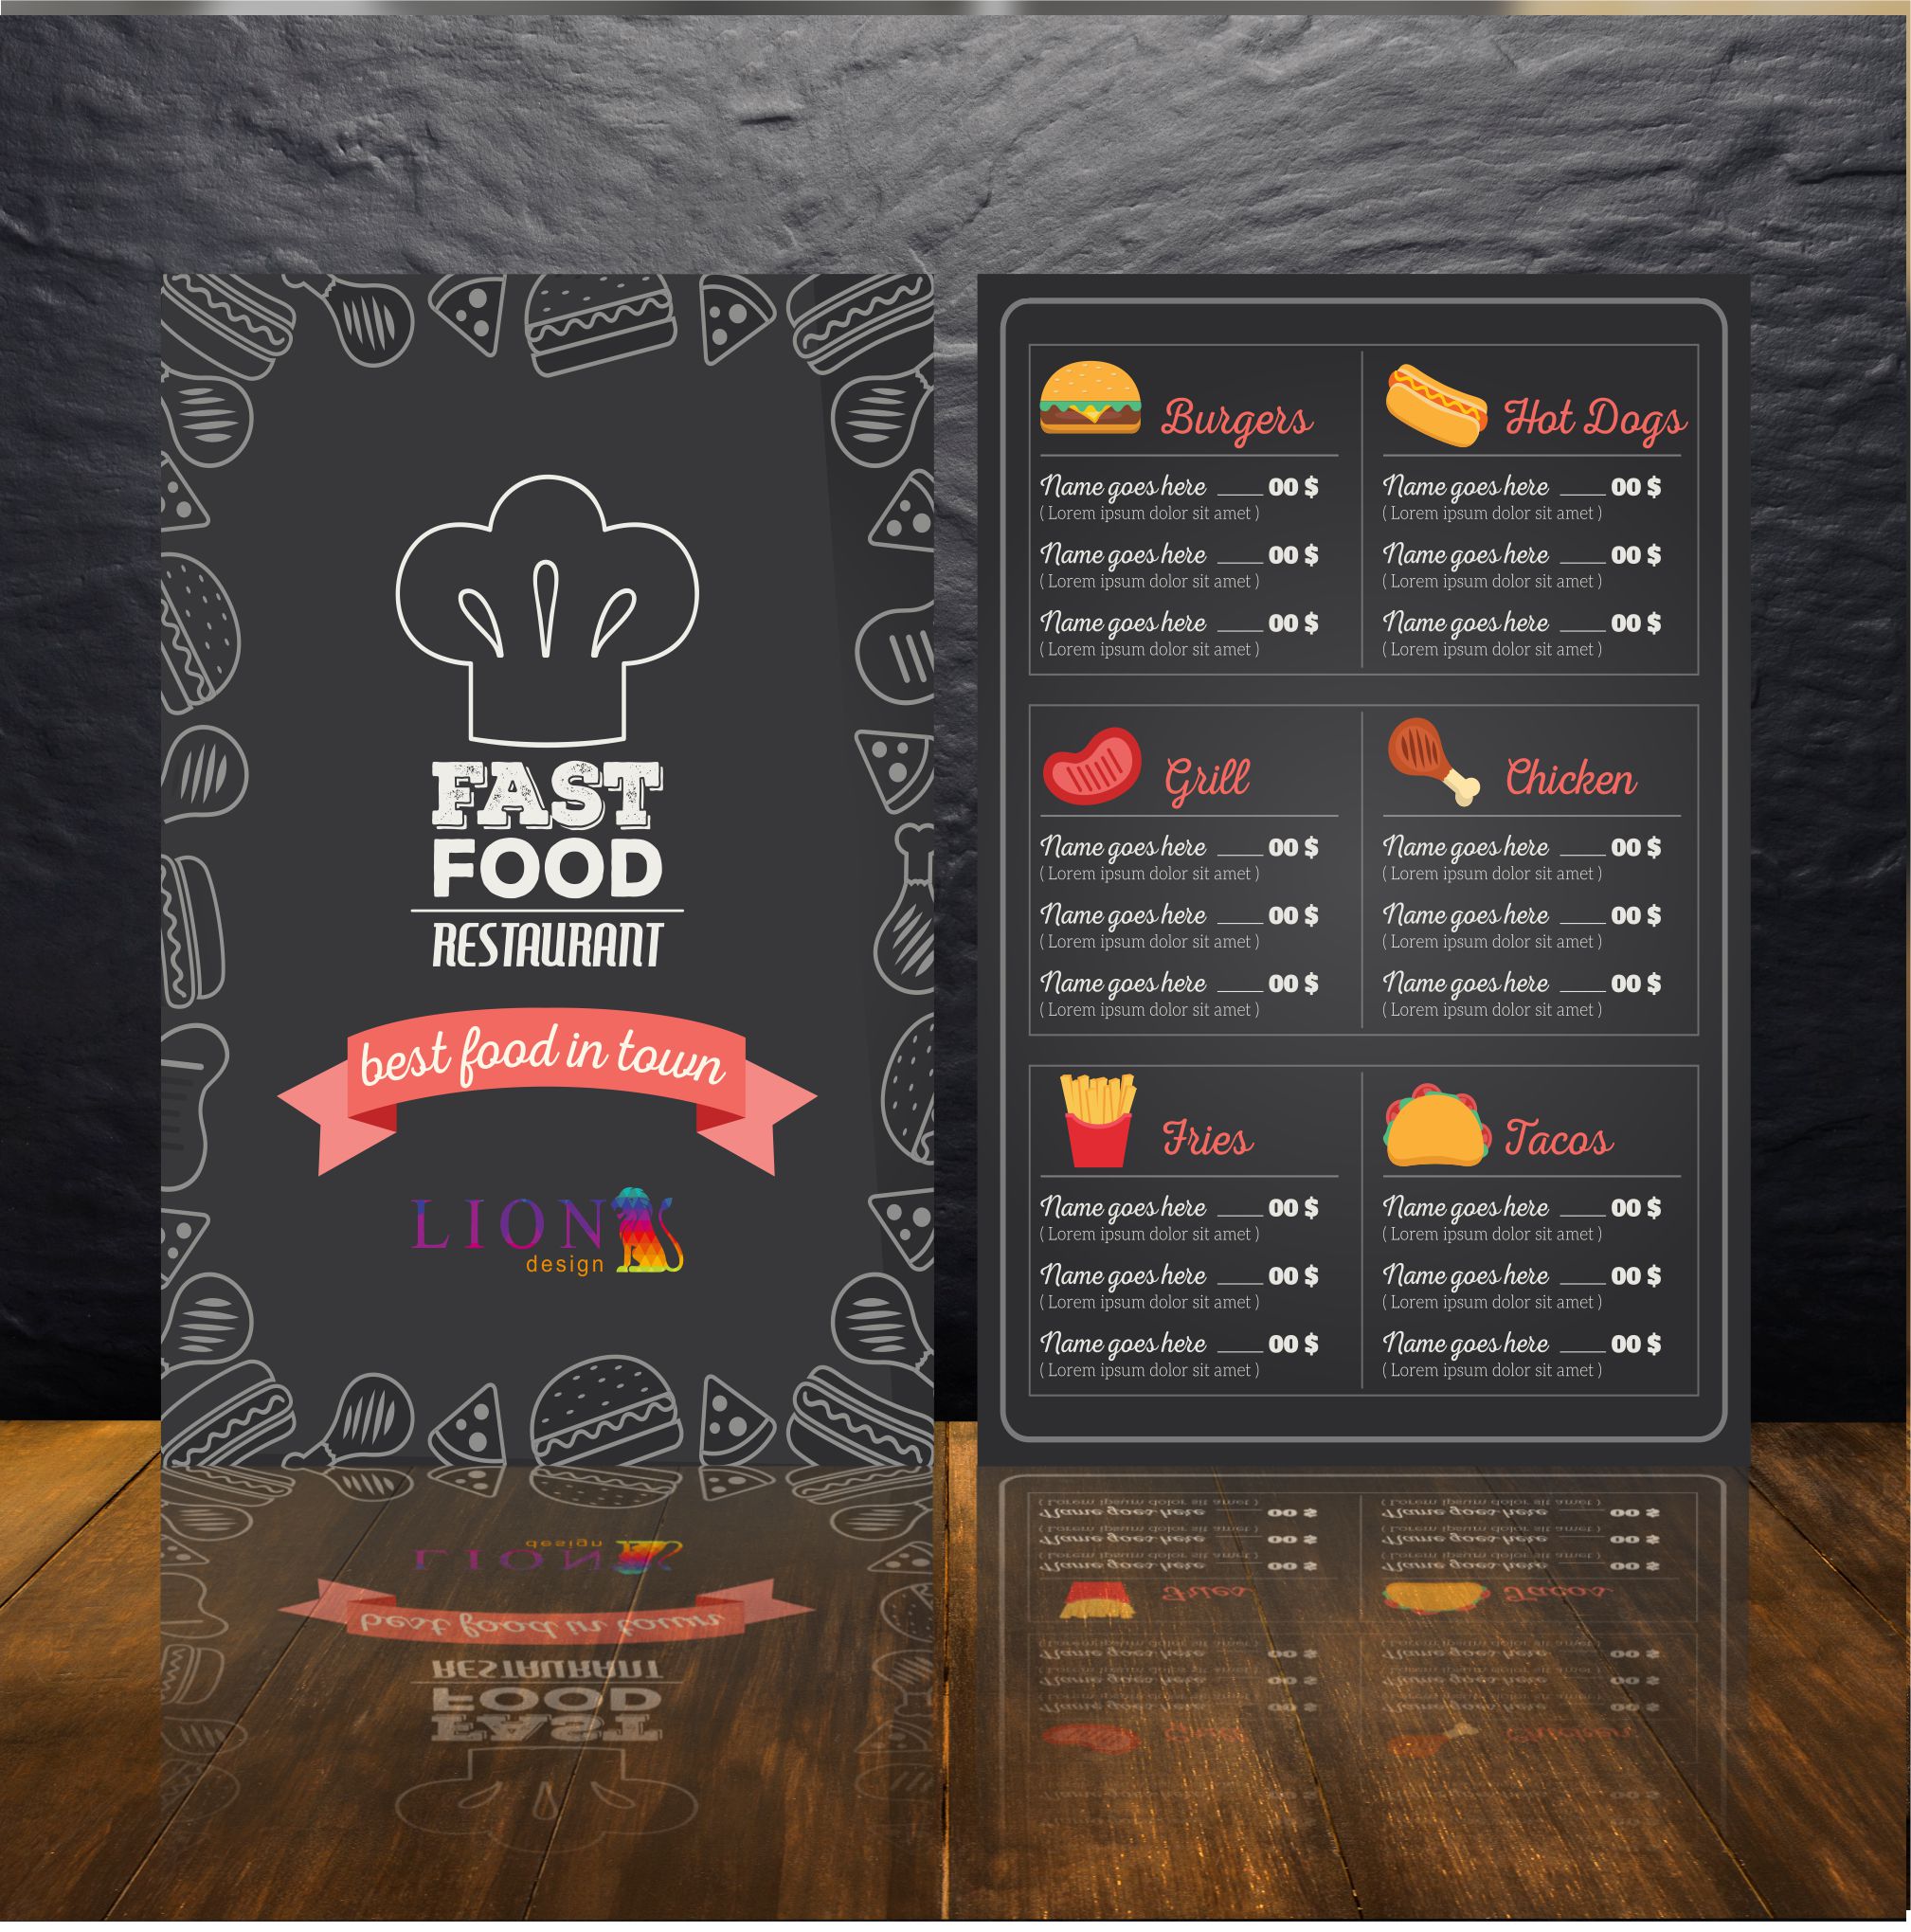 FAST
FOOD
RESTAURANT
best food in town
LION
design
Burgers
Name goes here ____ 00 $
( Lorem ipsum dolor sit amet )
Name goes here ____ 00 $
( Lorem ipsum dolor sit amet )
Name goes here ____ 00 $
( Lorem ipsum dolor sit amet )
Hot Dogs
Name goes here ____ 00 $
( Lorem ipsum dolor sit amet )
Name goes here ____ 00 $
( Lorem ipsum dolor sit amet )
Name goes here ____ 00 $
( Lorem ipsum dolor sit amet )
Grill
Name goes here ____ 00 $
( Lorem ipsum dolor sit amet )
Name goes here ____ 00 $
( Lorem ipsum dolor sit amet )
Name goes here ____ 00 $
( Lorem ipsum dolor sit amet )
Chicken
Name goes here ____ 00 $
( Lorem ipsum dolor sit amet )
Name goes here ____ 00 $
( Lorem ipsum dolor sit amet )
Name goes here ____ 00 $
( Lorem ipsum dolor sit amet )
Fries
Name goes here ____ 00 $
( Lorem ipsum dolor sit amet )
Name goes here ____ 00 $
( Lorem ipsum dolor sit amet )
Name goes here ____ 00 $
( Lorem ipsum dolor sit amet )
Tacos
Name goes here ____ 00 $
( Lorem ipsum dolor sit amet )
Name goes here ____ 00 $
( Lorem ipsum dolor sit amet )
Name goes here ____ 00 $
( Lorem ipsum dolor sit amet )